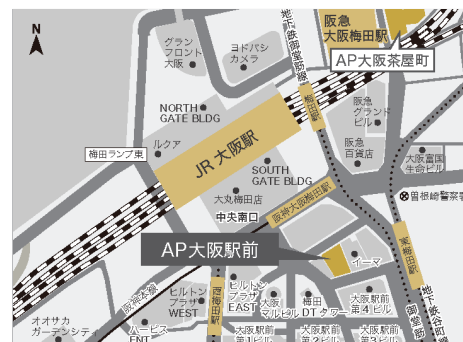 N
グラン
フロント
大阪
ヨドバシ
カメラ
地下鉄御堂筋線
阪急
大阪梅田駅
AP大阪茶屋町
NORTH
GATE BLDG
梅田駅
阪急
グランド
ビル
梅田ランプ東
ルクア
JR 大阪駅
阪急
百貨店
大阪富国
生命ビル
SOUTH
GATE BLDG
大丸梅田店
中央南口
阪神大阪梅田駅
曽根崎警察署
AP大阪駅前
イーマ
東梅田駅
阪神本線
ヒルトン
プラザ
WEST
西梅田駅
ヒルトン
プラザ
EAST
大阪
マルビル
梅田
DTタワー
大阪駅前
第4ビル
地下鉄谷町
御堂筋
オオサカ
ガーデンシティ
ハービス
ENT
大阪駅前
第1ビル
大阪駅前
第2ビル
大阪駅前
第3ビル